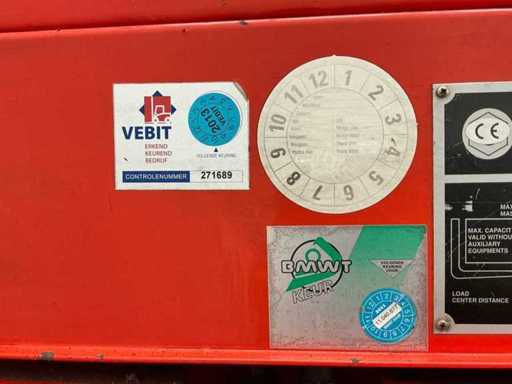 VEBIT
ERKEND
KEUREND
BEDRIJF
2013
VEBIT
VOLGENDE KEURING
CONTROLENUMMER 271689
12 1 2 3 4 5 6 7 8 9 10 11
BMWT
KEUR
VOLGENDE
KEURING
VOOR
CE
MAX. CAPACIT
VALID WITHOU
AUXILIARY
EQUIPMENTS
LOAD
CENTER DISTANCE